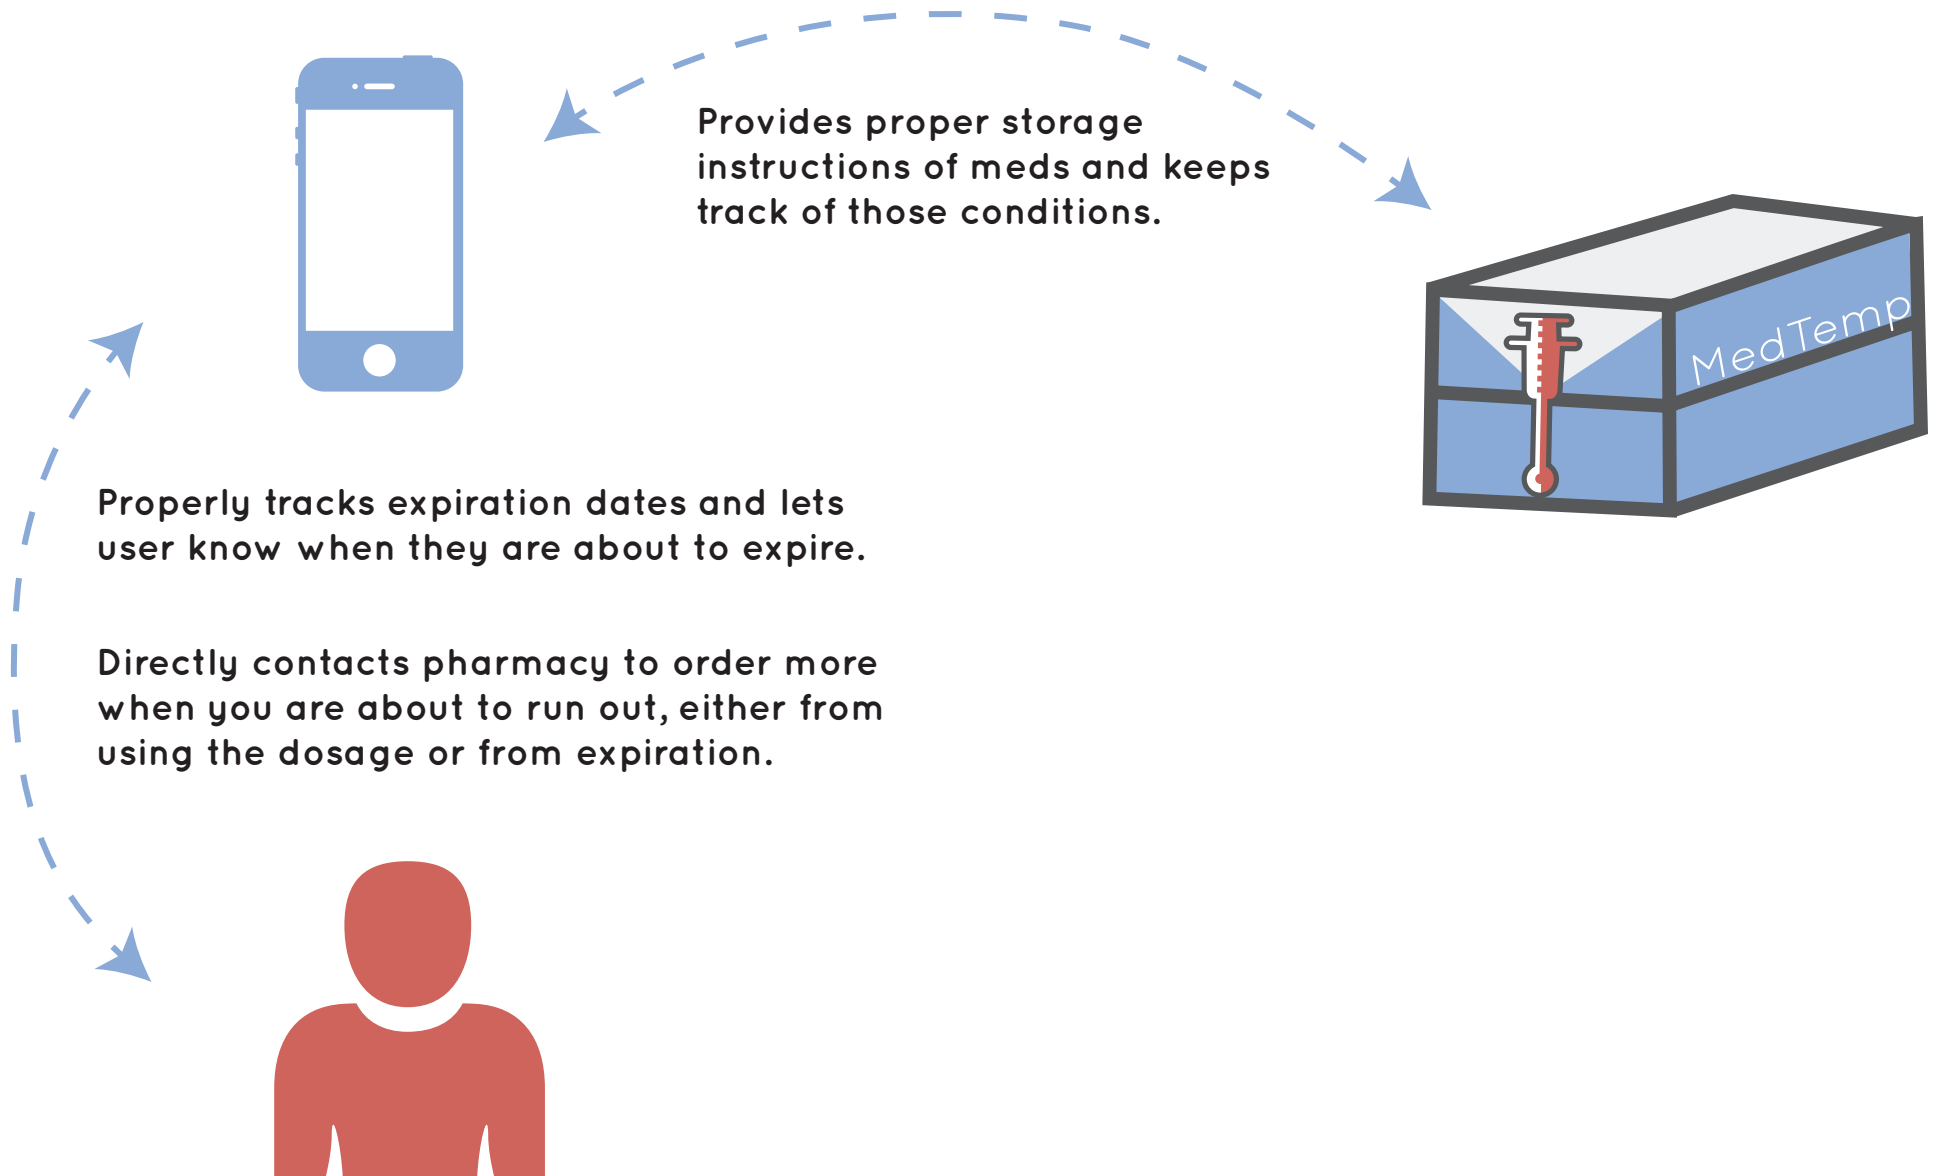 Provides proper storage
instructions of meds and keeps
track of those conditions.
MedTemp
Properly tracks expiration dates and lets
user know when they are about to expire.
Directly contacts pharmacy to order more
when you are about to run out, either from
using the dosage or from expiration.